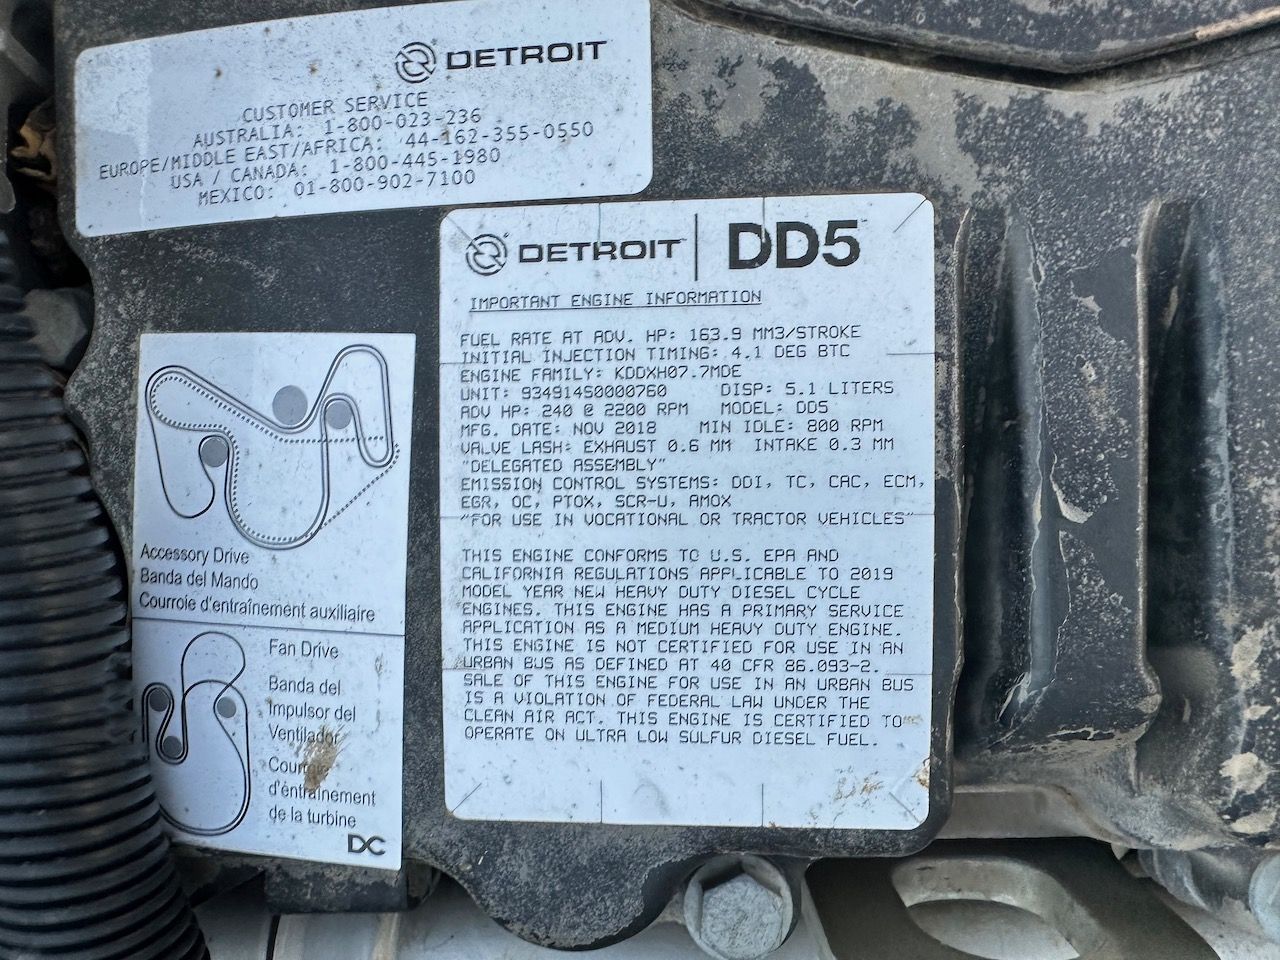 DETROIT
CUSTOMER SERVICE
AUSTRALIA: 1-800-023-236
EUROPE/MIDDLE EAST/AFRICA: 44-162-355-0550
USA / CANADA: 1-800-445-1980
MEXICO: 01-800-902-7100
DETROIT DD5
IMPORTANT ENGINE INFORMATION
FUEL RATE AT ADV. HP: 163.9 MM3/STROKE
INITIAL INJECTION TIMING: 4.1 DEG BTC
ENGINE FAMILY: KDDXH07.7MDE
UNIT: 934914S0000760 DISP: 5.1 LITERS
ADV HP: 240 @ 2200 RPM MODEL: DD5
MFG. DATE: NOV 2018 MIN IDLE: 800 RPM
VALVE LASH: EXHAUST 0.6 MM INTAKE 0.3 MM
"DELEGATED ASSEMBLY"
EMISSION CONTROL SYSTEMS: DDI, TC, CAC, ECM,
EGR, OC, PTOX, SCR-U, AMOX
"FOR USE IN VOCATIONAL OR TRACTOR VEHICLES"
THIS ENGINE CONFORMS TO U.S. EPA AND
CALIFORNIA REGULATIONS APPLICABLE TO 2019
MODEL YEAR NEW HEAVY DUTY DIESEL CYCLE
ENGINES. THIS ENGINE HAS A PRIMARY SERVICE
APPLICATION AS A MEDIUM HEAVY DUTY ENGINE.
THIS ENGINE IS NOT CERTIFIED FOR USE IN AN
URBAN BUS AS DEFINED AT 40 CFR 86.093-2.
SALE OF THIS ENGINE FOR USE IN AN URBAN BUS
IS A VIOLATION OF FEDERAL LAW UNDER THE
CLEAN AIR ACT. THIS ENGINE IS CERTIFIED TO
OPERATE ON ULTRA LOW SULFUR DIESEL FUEL.
Accessory Drive
Banda del Mando
Courroie d'entraînement auxiliaire
Fan Drive
Banda del
Impulsor del
Ventilador
Courroie
d'éntraînement
de la turbine
DC